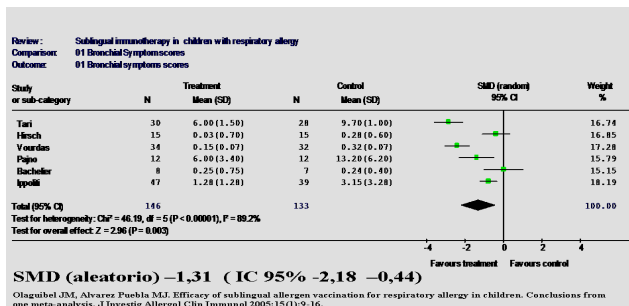 Review: Sublingual immunotherapy in children with respiratory allergy
Comparison: 01 Bronchial Symptom scores
Outcome: 01 Bronchial symptoms scores
Study Treatment Control SMD (random) Weight
or sub-category N Mean (SD) N Mean (SD) 95% CI %
Tari 30 6.00(1.50) 28 9.70(1.00) 16.74
Hirsch 15 0.03(0.70) 15 0.28(0.60) 16.85
Vourdas 34 0.15(0.07) 32 0.32(0.07) 17.28
Pajno 12 6.00(3.40) 12 13.20(6.20) 15.79
Bachelier 8 0.25(0.75) 7 0.24(0.40) 15.15
Ippoliti 47 1.28(1.28) 39 3.15(3.28) 18.19
Total (95% CI) 146 133 100.00
Test for heterogeneity: Chi² = 46.19, df = 5 (P < 0.00001), I² = 89.2%
Test for overall effect: Z = 2.96 (P = 0.003)
-4 -2 0 2 4
Favours treatment Favours control
SMD (aleatorio) –1,31 ( IC 95% -2,18 –0,44)
Olaguibel JM, Alvarez Puebla MJ. Efficacy of sublingual allergen vaccination for respiratory allergy in children. Conclusions from
one meta-analysis. J Investig Allergol Clin Immunol 2005;15(1):9-16.